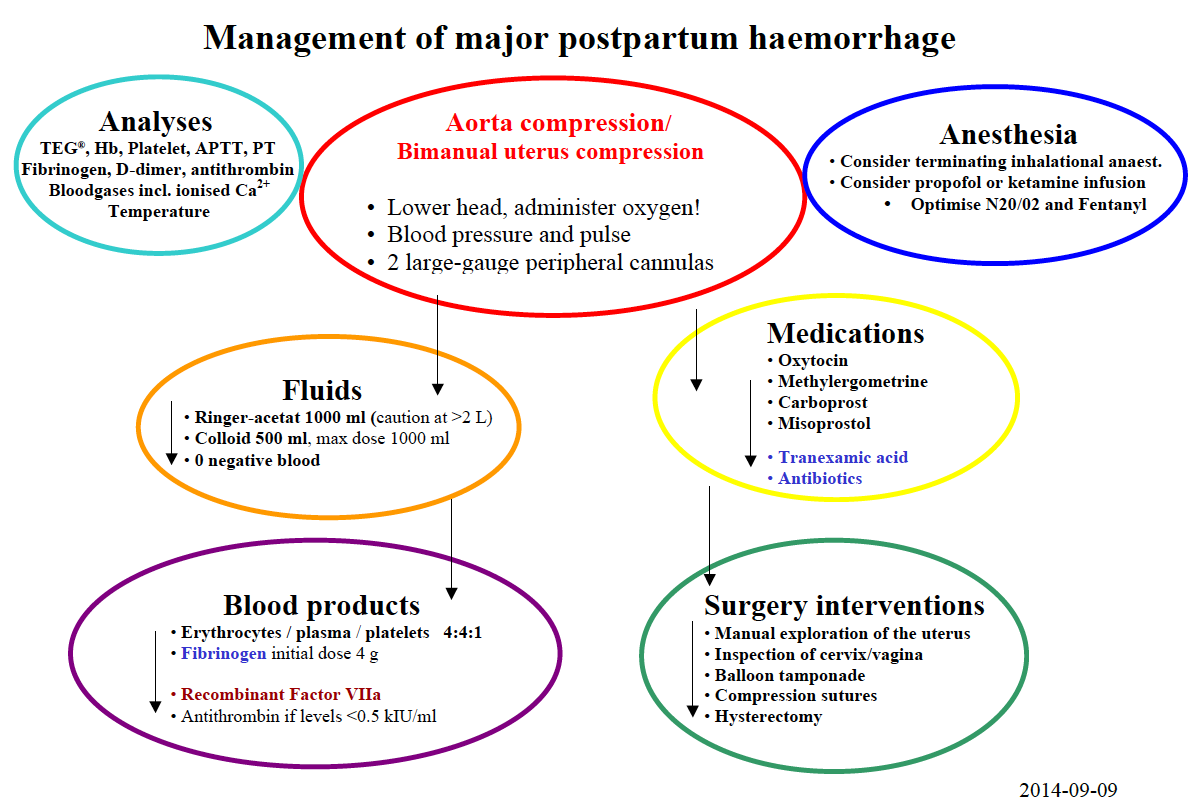 Management of major postpartum haemorrhage
Analyses
TEG®, Hb, Platelet, APTT, PT
Fibrinogen, D-dimer, antithrombin
Bloodgases incl. ionised Ca²⁺
Temperature
Aorta compression/
Bimanual uterus compression
• Lower head, administer oxygen!
• Blood pressure and pulse
• 2 large-gauge peripheral cannulas
Anesthesia
• Consider terminating inhalational anaest.
• Consider propofol or ketamine infusion
• Optimise N20/02 and Fentanyl
Fluids
• Ringer-acetat 1000 ml (caution at >2 L)
• Colloid 500 ml, max dose 1000 ml
• 0 negative blood
Medications
• Oxytocin
• Methylergometrine
• Carboprost
• Misoprostol
• Tranexamic acid
• Antibiotics
Blood products
• Erythrocytes / plasma / platelets 4:4:1
• Fibrinogen initial dose 4 g
• Recombinant Factor VIIa
• Antithrombin if levels <0.5 kIU/ml
Surgery interventions
• Manual exploration of the uterus
• Inspection of cervix/vagina
• Balloon tamponade
• Compression sutures
• Hysterectomy
2014-09-09